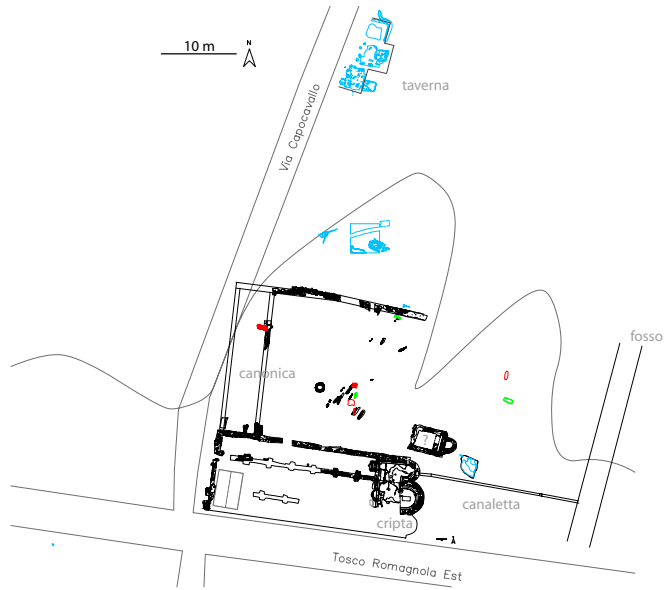 10 m
N
taverna
Via Capocavallo
fosso
canonica
?
canaletta
cripta
Tosco Romagnola Est